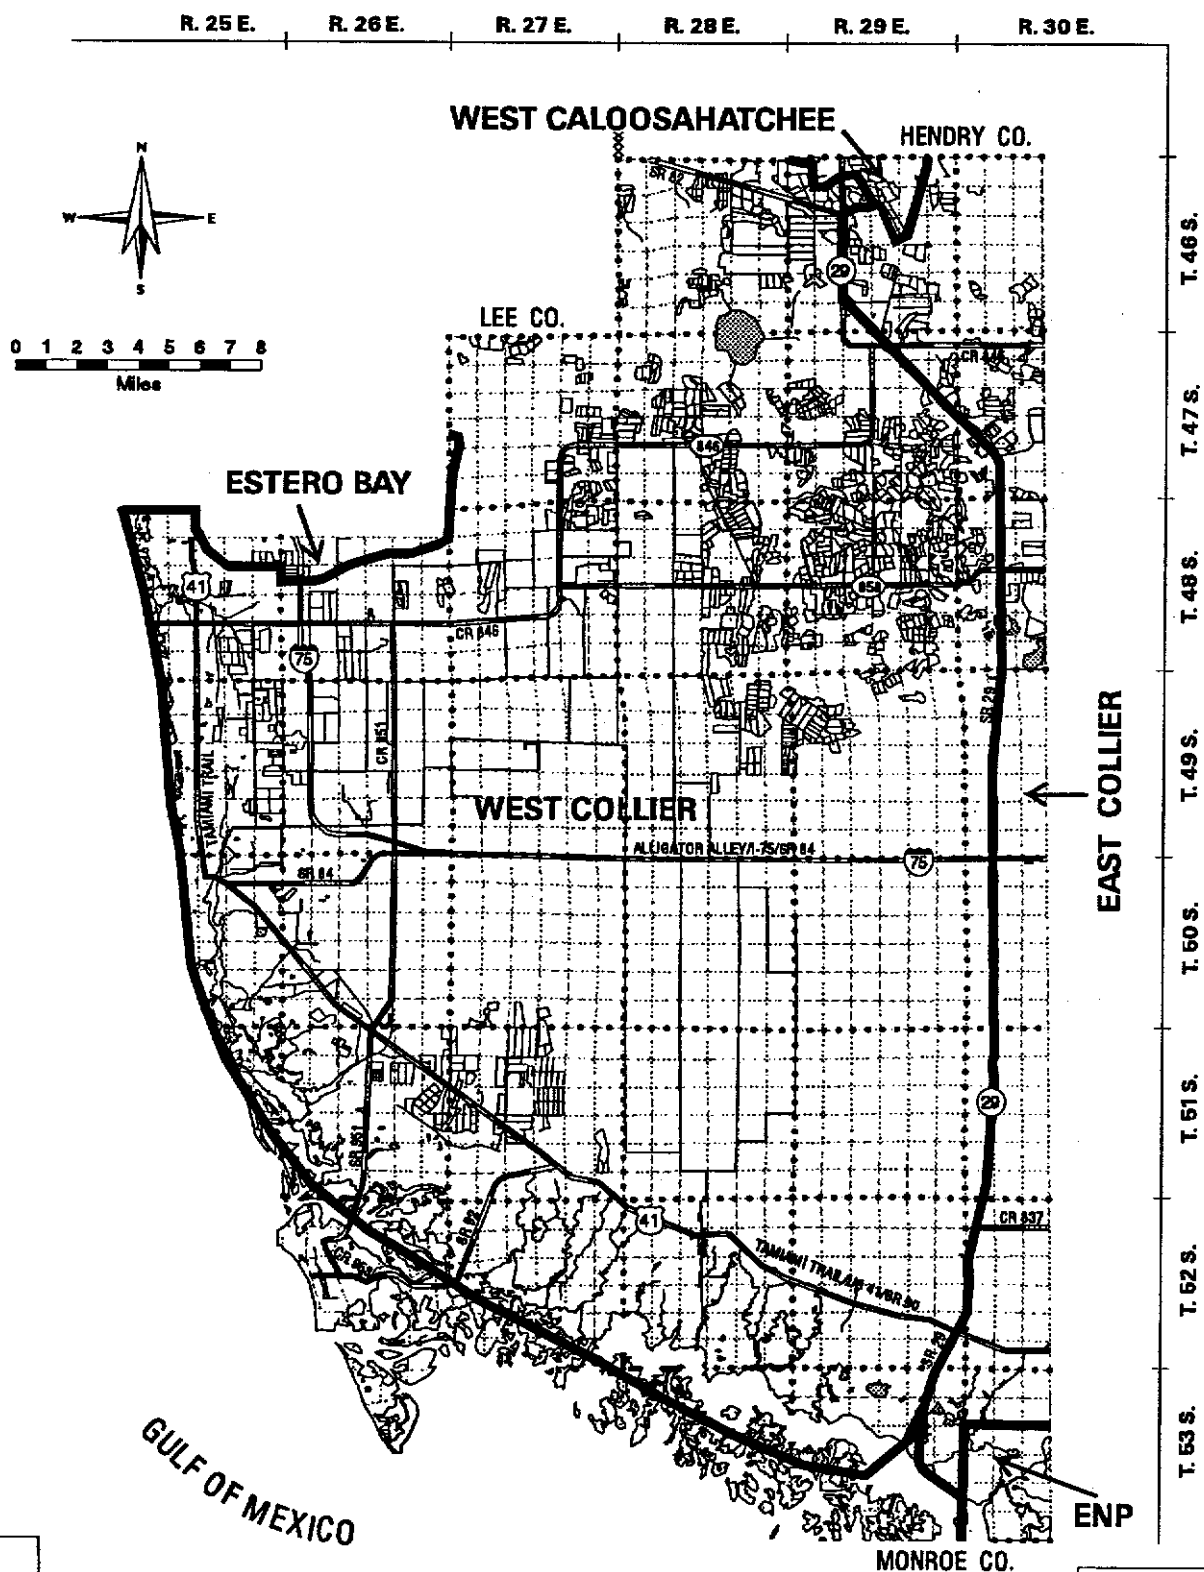 R. 25 E.
R. 26 E.
R. 27 E.
R. 28 E.
R. 29 E.
R. 30 E.
WEST CALOOSAHATCHEE
HENDRY CO.
N
W
E
S
SR 82
T. 46 S.
29
LEE CO.
0 1 2 3 4 5 6 7 8
Miles
CR 846
T. 47 S.
846
ESTERO BAY
41
858
T. 48 S.
CR 846
75
SR 29
CR 951
TAMIAMI TRAIL
T. 49 S.
EAST COLLIER
WEST COLLIER
ALLIGATOR ALLEY/I-75/SR 84
75
SR 84
T. 50 S.
29
T. 51 S.
SR 951
SR 92
41
CR 837
TAMIAMI TRAIL/US 41/SR 90
T. 52 S.
SR 29
T. 53 S.
GULF OF MEXICO
ENP
MONROE CO.